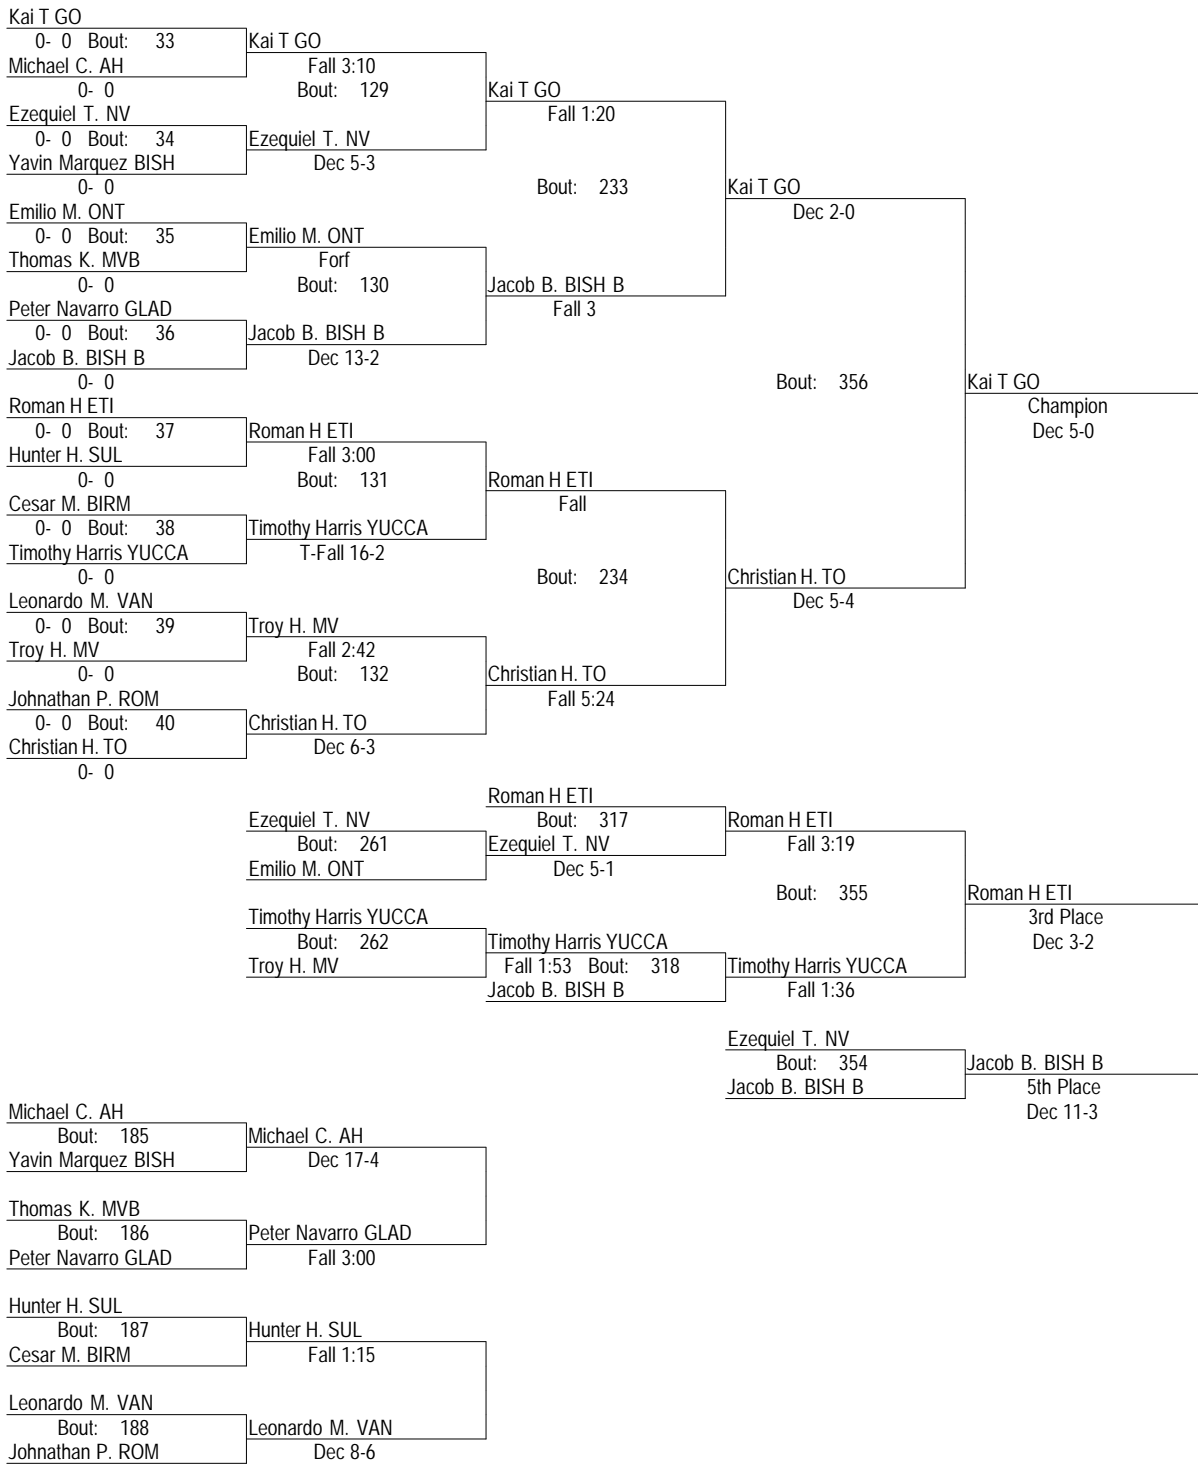 Kai T GO
0- 0 Bout: 33 Kai T GO
Michael C. AH Fall 3:10
0- 0 Bout: 129 Kai T GO
Ezequiel T. NV Fall 1:20
0- 0 Bout: 34 Ezequiel T. NV
Yavin Marquez BISH Dec 5-3
0- 0 Bout: 233 Kai T GO
Emilio M. ONT Dec 2-0
0- 0 Bout: 35 Emilio M. ONT
Thomas K. MVB Forf
0- 0 Bout: 130 Jacob B. BISH B
Peter Navarro GLAD Fall 3
0- 0 Bout: 36 Jacob B. BISH B
Jacob B. BISH B Dec 13-2
0- 0 Bout: 356 Kai T GO
Roman H ETI Champion
0- 0 Bout: 37 Roman H ETI Dec 5-0
Hunter H. SUL Fall 3:00
0- 0 Bout: 131 Roman H ETI
Cesar M. BIRM Fall
0- 0 Bout: 38 Timothy Harris YUCCA
Timothy Harris YUCCA T-Fall 16-2
0- 0 Bout: 234 Christian H. TO
Leonardo M. VAN Dec 5-4
0- 0 Bout: 39 Troy H. MV
Troy H. MV Fall 2:42
0- 0 Bout: 132 Christian H. TO
Johnathan P. ROM Fall 5:24
0- 0 Bout: 40 Christian H. TO
Christian H. TO Dec 6-3
0- 0
Roman H ETI
Ezequiel T. NV Bout: 317 Roman H ETI
Bout: 261 Ezequiel T. NV Fall 3:19
Emilio M. ONT Dec 5-1
Bout: 355 Roman H ETI
Timothy Harris YUCCA 3rd Place
Bout: 262 Timothy Harris YUCCA Dec 3-2
Troy H. MV Fall 1:53 Bout: 318 Timothy Harris YUCCA
Jacob B. BISH B Fall 1:36
Ezequiel T. NV
Bout: 354 Jacob B. BISH B
Jacob B. BISH B 5th Place
Michael C. AH Dec 11-3
Bout: 185 Michael C. AH
Yavin Marquez BISH Dec 17-4
Thomas K. MVB
Bout: 186 Peter Navarro GLAD
Peter Navarro GLAD Fall 3:00
Hunter H. SUL
Bout: 187 Hunter H. SUL
Cesar M. BIRM Fall 1:15
Leonardo M. VAN
Bout: 188 Leonardo M. VAN
Johnathan P. ROM Dec 8-6